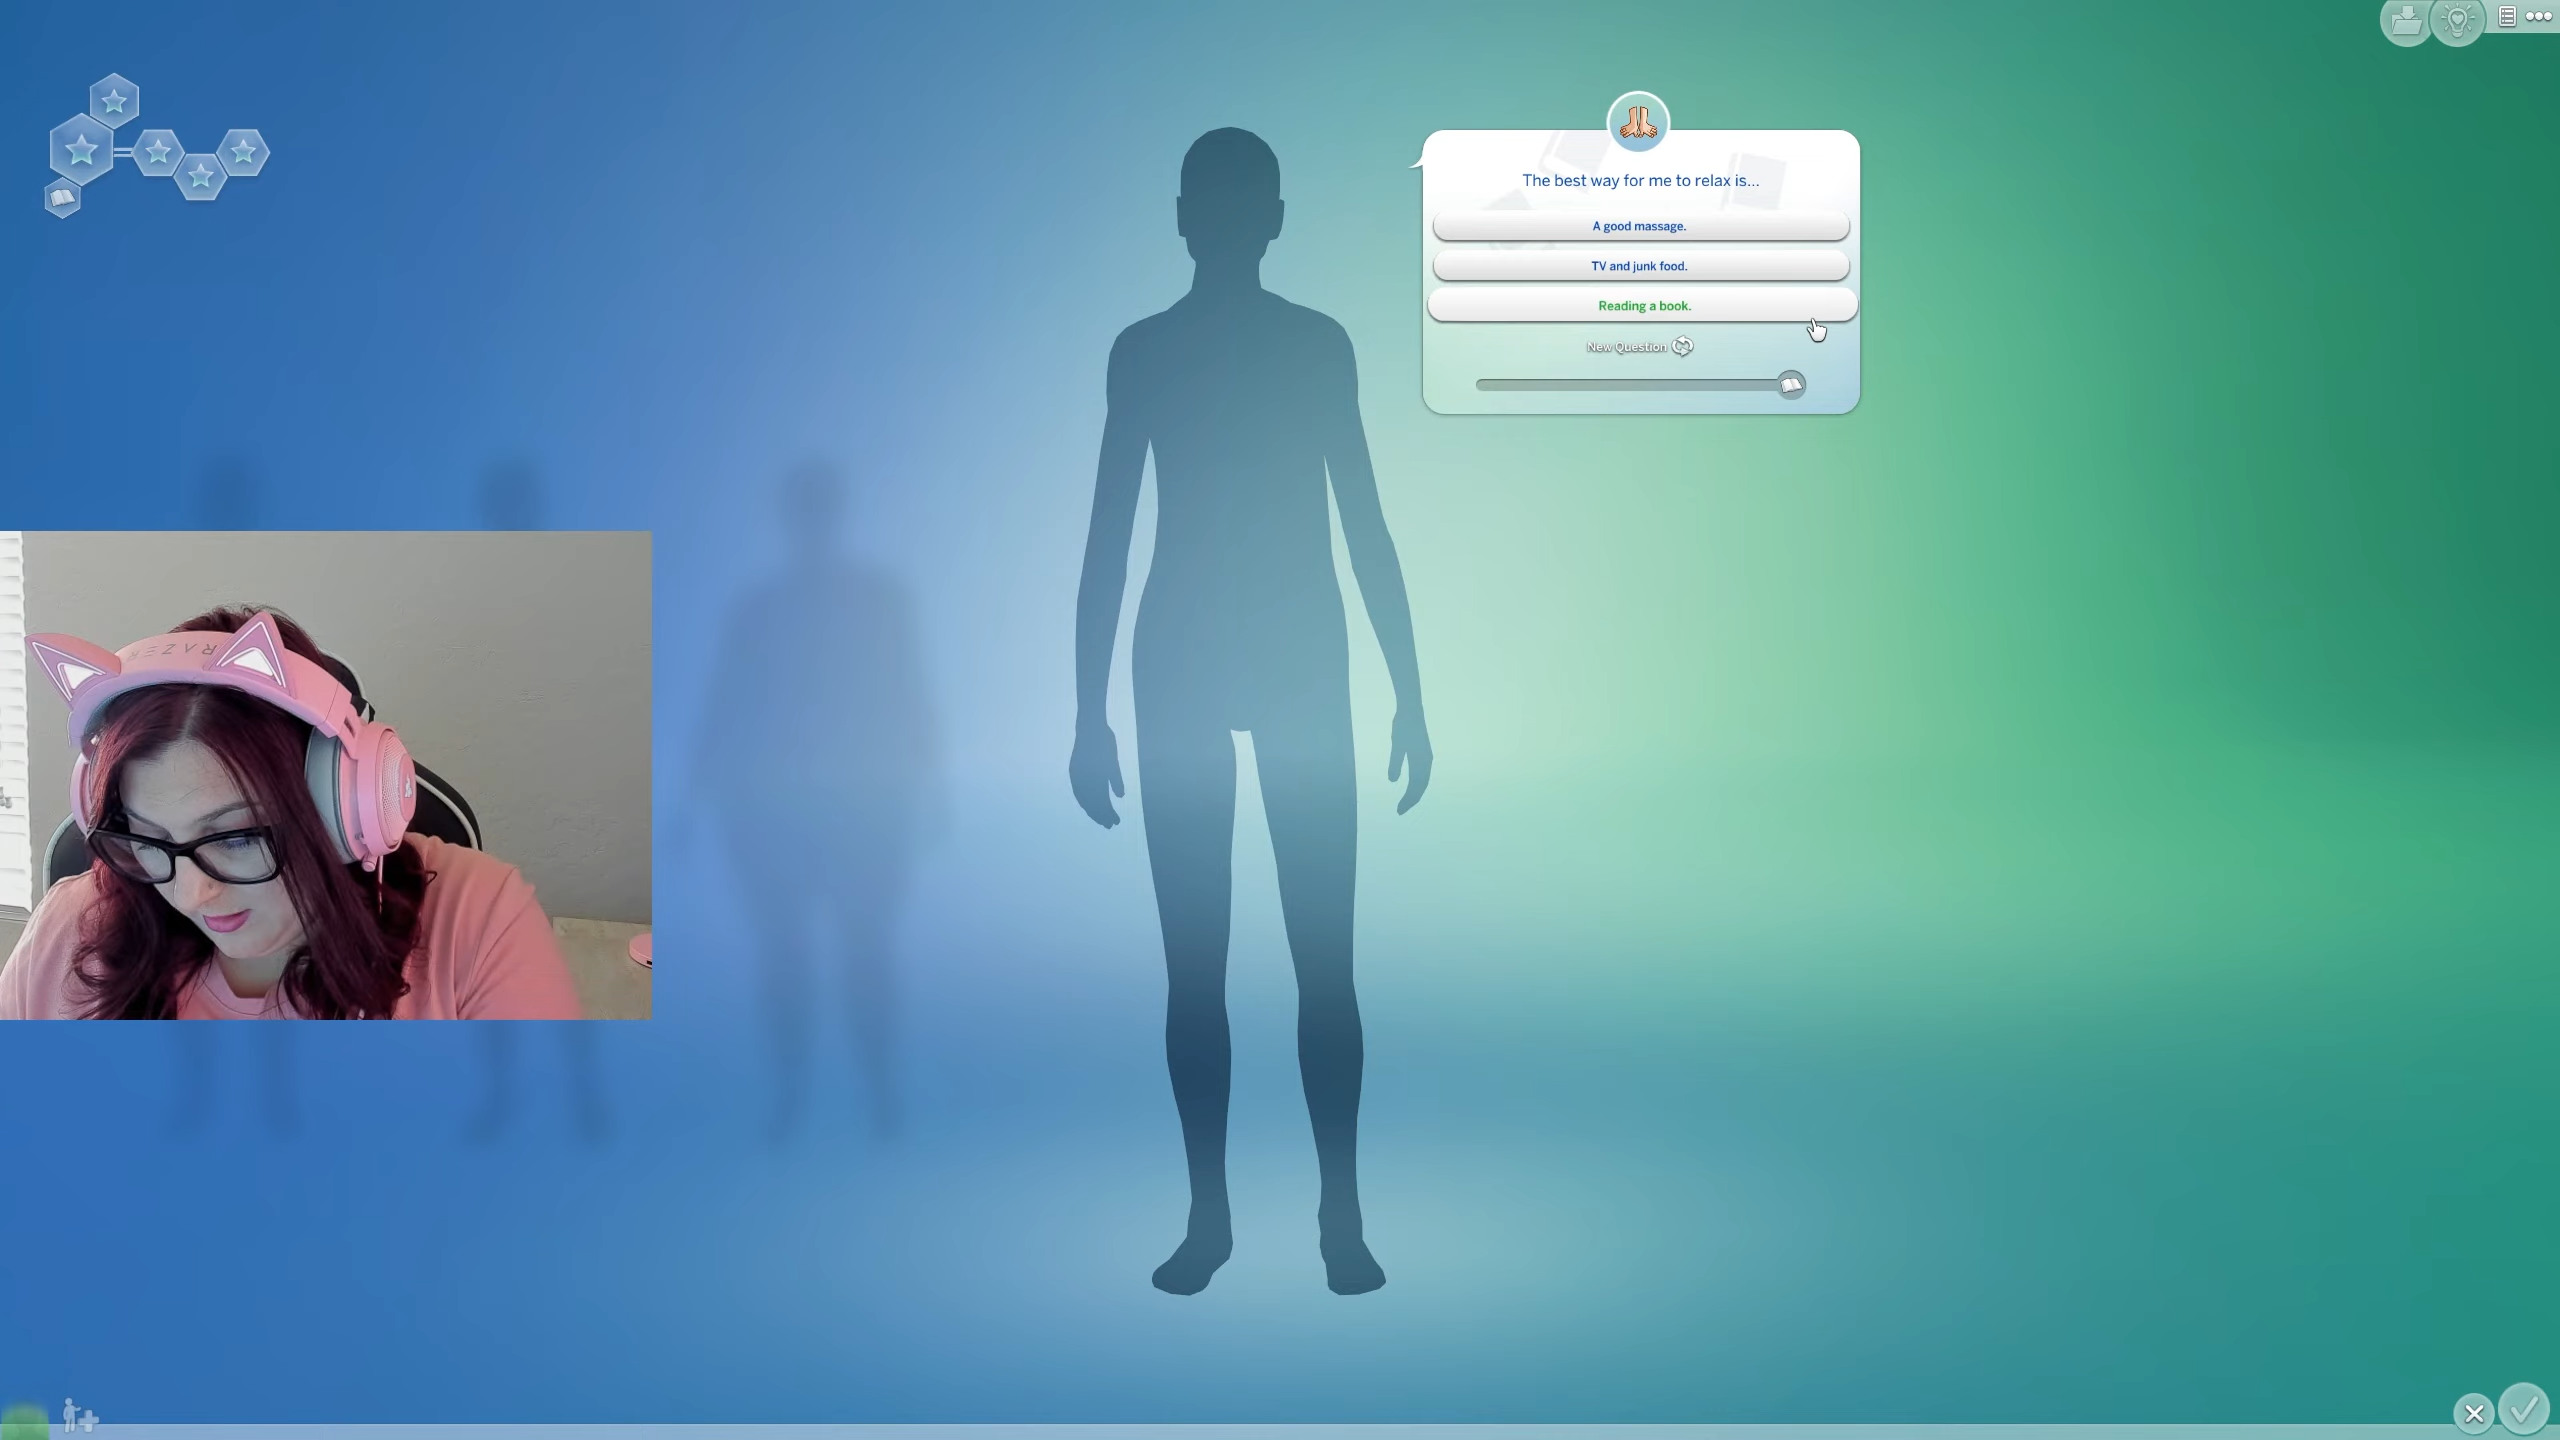 The best way for me to relax is...
A good massage.
TV and junk food.
Reading a book.
New Question
RAZER